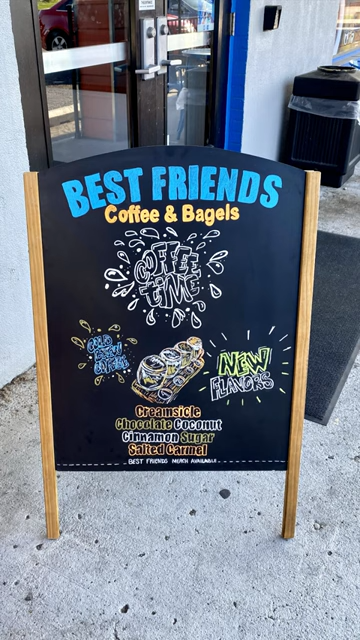 BEST FRIENDS
Coffee & Bagels
COFFEE
TIME
COLD
BREW
NEW
FLAVORS
Creamsicle
Chocolate Coconut
Cinnamon Sugar
Salted Carmel
BEST FRIENDS MERCH AVAILABLE